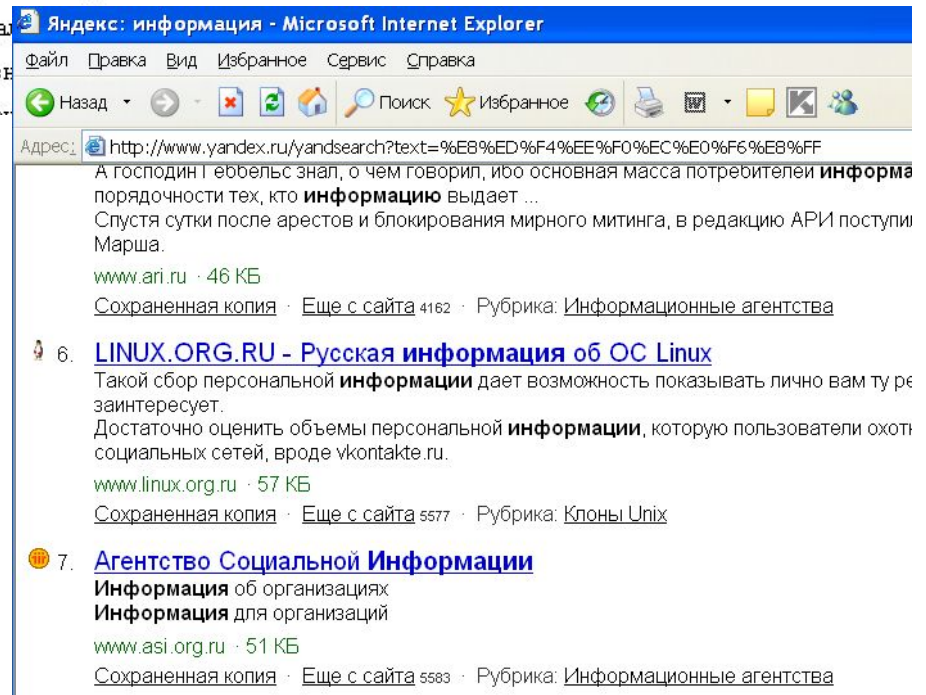 Яндекс: информация - Microsoft Internet Explorer
Файл Правка Вид Избранное Сервис Справка
Назад Поиск Избранное
Адрес: http://www.yandex.ru/yandsearch?text=%E8%ED%F4%EE%F0%EC%E0%F6%E8%FF
А господин Геббельс знал, о чем говорил, ибо основная масса потребителей информа
порядочности тех, кто информацию выдает ...
Спустя сутки после арестов и блокирования мирного митинга, в редакцию АРИ поступи
Марша.
www.ari.ru · 46 КБ
Сохраненная копия · Еще с сайта 4162 · Рубрика: Информационные агентства
6. LINUX.ORG.RU - Русская информация об ОС Linux
Такой сбор персональной информации дает возможность показывать лично вам ту ре
заинтересует.
Достаточно оценить объемы персональной информации, которую пользователи охотн
социальных сетей, вроде vkontakte.ru.
www.linux.org.ru · 57 КБ
Сохраненная копия · Еще с сайта 5577 · Рубрика: Клоны Unix
7. Агентство Социальной Информации
Информация об организациях
Информация для организаций
www.asi.org.ru · 51 КБ
Сохраненная копия · Еще с сайта 5583 · Рубрика: Информационные агентства